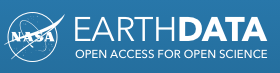 NASA
EARTHDATA
OPEN ACCESS FOR OPEN SCIENCE